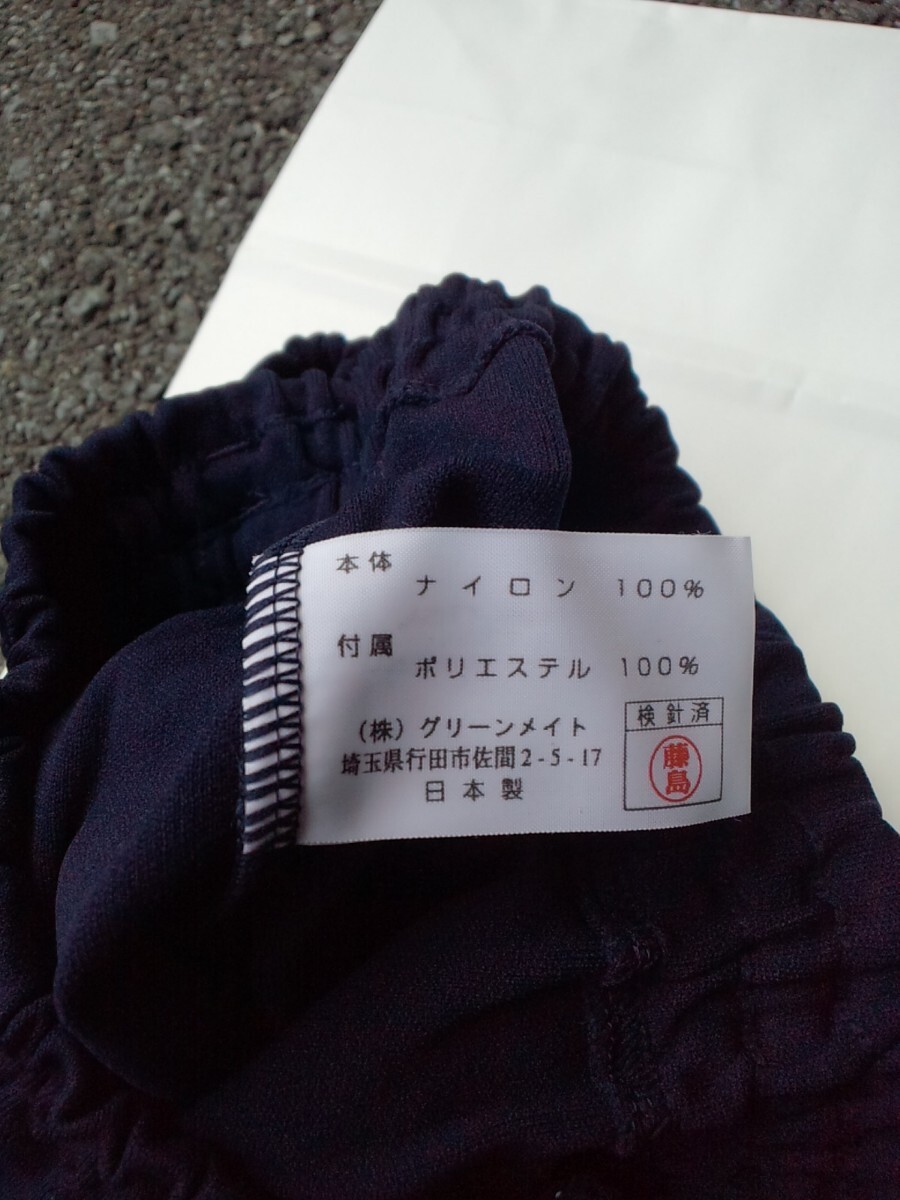 本体
ナイロン 100%
付属
ポリエステル 100%
(株)グリーンメイト
埼玉県行田市佐間2-5-17
日本製
検針済
藤島